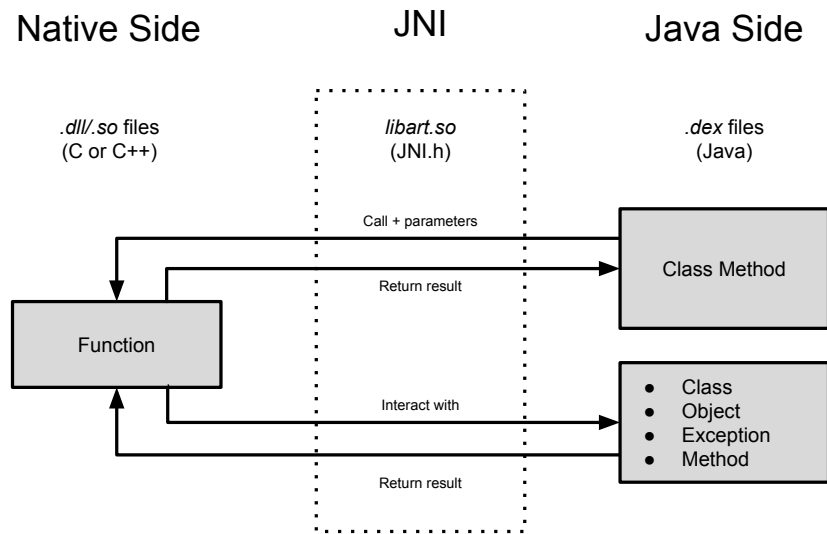 Native Side
JNI
Java Side
.dll/.so files
(C or C++)
libart.so
(JNI.h)
.dex files
(Java)
Call + parameters
Return result
Class Method
Function
Interact with
Return result
● Class
● Object
● Exception
● Method